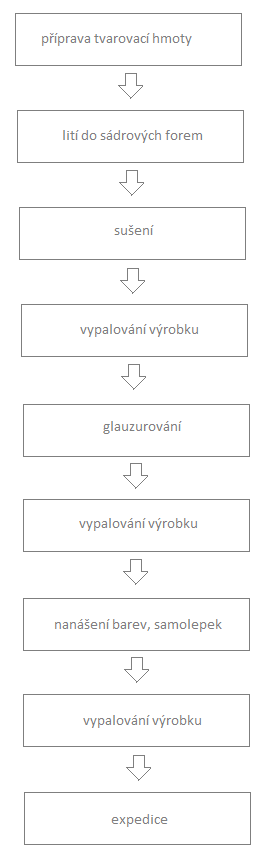 příprava tvarovací hmoty
lití do sádrových forem
sušení
vypalování výrobku
glauzurování
vypalování výrobku
nanášení barev, samolepek
vypalování výrobku
expedice